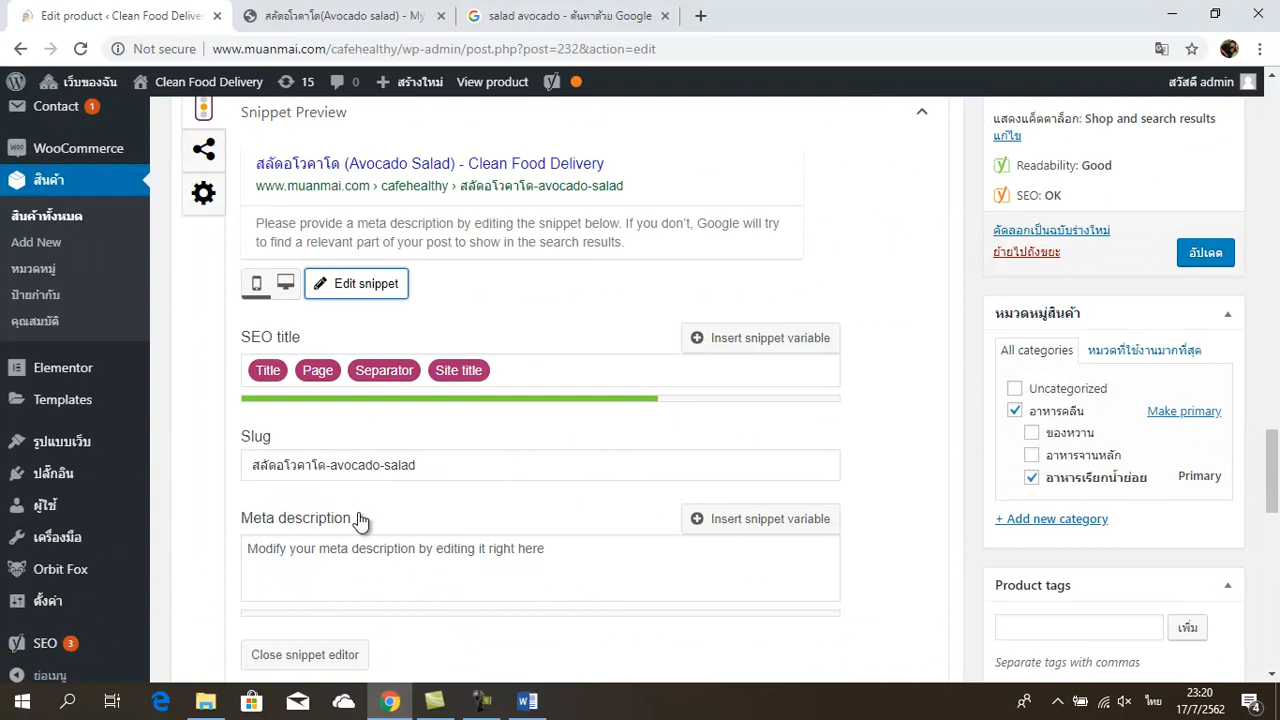 Edit product ‹ Clean Food Delive
สลัดอโวคาโด(Avocado salad) - My
salad avocado - ค้นหาด้วย Google
Not secure
www.muanmai.com/cafehealthy/wp-admin/post.php?post=232&action=edit
เว็บของฉัน
Clean Food Delivery
15
0
สร้างใหม่
View product
สวัสดี admin
Contact 1
WooCommerce
สินค้า
สินค้าทั้งหมด
Add New
หมวดหมู่
ป้ายกำกับ
คุณสมบัติ
Elementor
Templates
รูปแบบเว็บ
ปลั๊กอิน
ผู้ใช้
เครื่องมือ
Orbit Fox
ตั้งค่า
SEO 3
ย่อเมนู
Snippet Preview
สลัดอโวคาโด (Avocado Salad) - Clean Food Delivery
www.muanmai.com › cafehealthy › สลัดอโวคาโด-avocado-salad
Please provide a meta description by editing the snippet below. If you don't, Google will try
to find a relevant part of your post to show in the search results.
Edit snippet
SEO title
Insert snippet variable
Title Page Separator Site title
Slug
สลัดอโวคาโด-avocado-salad
Meta description
Insert snippet variable
Modify your meta description by editing it right here
Close snippet editor
แสดงแค็ตตาล็อก: Shop and search results
แก้ไข
Readability: Good
SEO: OK
คัดลอกเป็นฉบับร่างใหม่
ย้ายไปถังขยะ
อัปเดต
หมวดหมู่สินค้า
All categories
หมวดที่ใช้งานมากที่สุด
Uncategorized
อาหารคลีน
Make primary
ของหวาน
อาหารจานหลัก
อาหารเรียกน้ำย่อย
Primary
+ Add new category
Product tags
เพิ่ม
Separate tags with commas
ไทย
23:20
17/7/2562
4